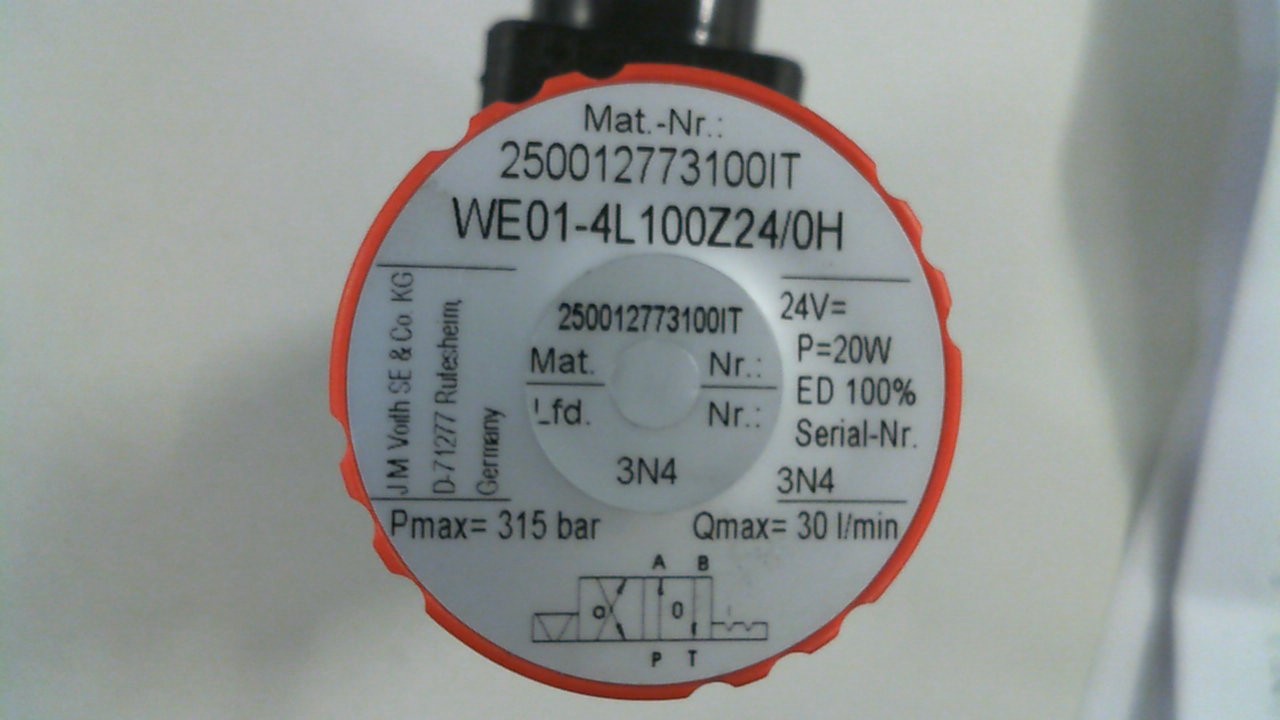 Mat.-Nr.:
250012773100IT
WE01-4L100Z24/0H
J M Voith SE & Co. KG
D-71277 Rutesheim,
Germany
250012773100IT
Mat. Nr.:
Lfd. Nr.:
3N4
24V=
P=20W
ED 100%
Serial-Nr.
3N4
Pmax= 315 bar Qmax= 30 l/min
A B
a 0
P T